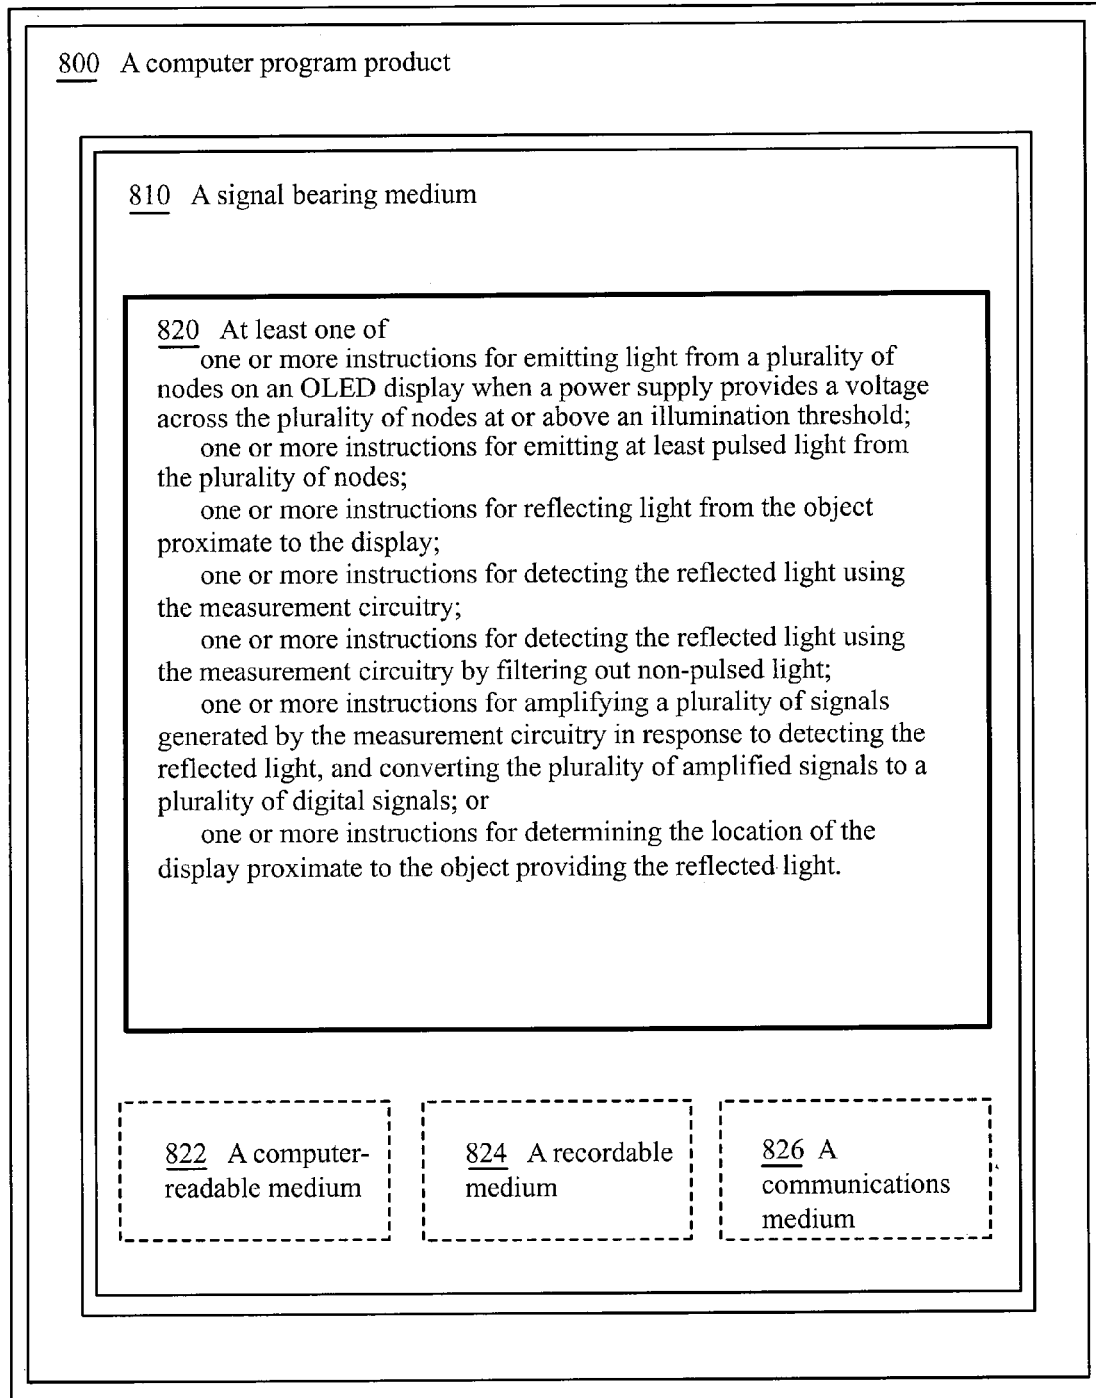 800 A computer program product
810 A signal bearing medium
820 At least one of
one or more instructions for emitting light from a plurality of
nodes on an OLED display when a power supply provides a voltage
across the plurality of nodes at or above an illumination threshold;
one or more instructions for emitting at least pulsed light from
the plurality of nodes;
one or more instructions for reflecting light from the object
proximate to the display;
one or more instructions for detecting the reflected light using
the measurement circuitry;
one or more instructions for detecting the reflected light using
the measurement circuitry by filtering out non-pulsed light;
one or more instructions for amplifying a plurality of signals
generated by the measurement circuitry in response to detecting the
reflected light, and converting the plurality of amplified signals to a
plurality of digital signals; or
one or more instructions for determining the location of the
display proximate to the object providing the reflected light.
822 A computer-
readable medium
824 A recordable
medium
826 A
communications
medium